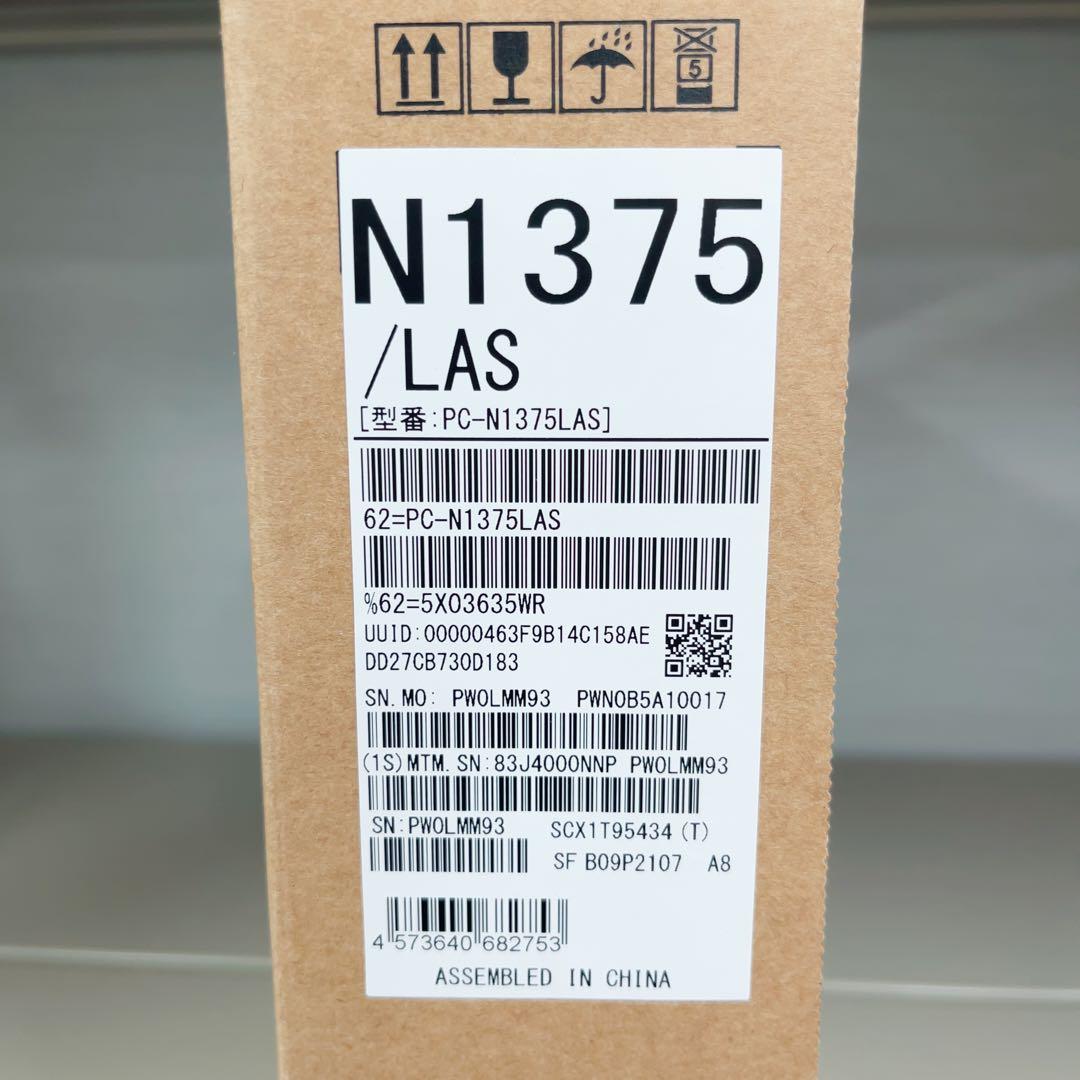 5
N1375
/LAS
[型番:PC-N1375LAS]
62=PC-N1375LAS
%62=5X03635WR
UUID:00000463F9B14C158AE
DD27CB730D183
SN.MO: PW0LMM93 PWN0B5A10017
(1S)MTM.SN:83J4000NNP PW0LMM93
SN:PW0LMM93 SCX1T95434(T)
SF B09P2107 A8
4 573640 682753
ASSEMBLED IN CHINA